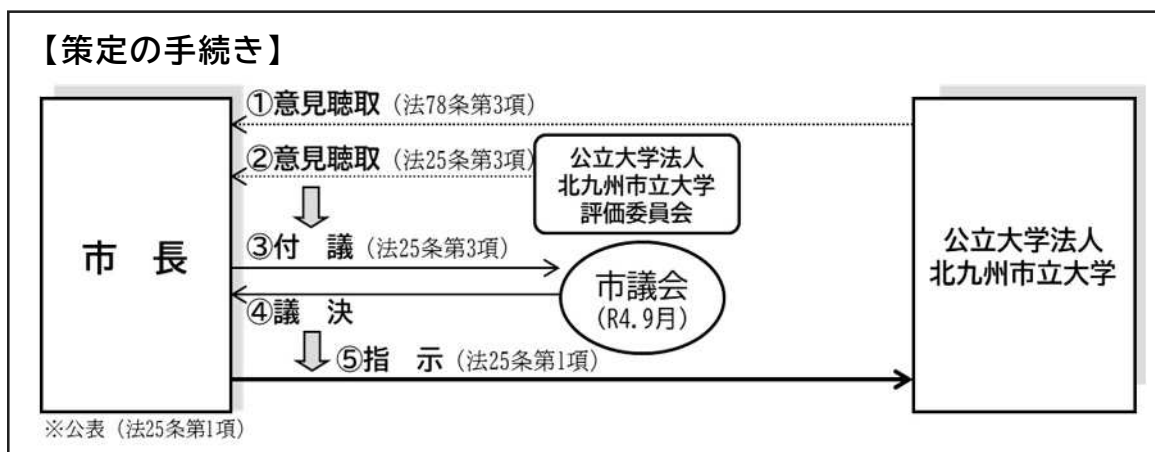 【策定の手続き】
①意見聴取（法78条第3項）
②意見聴取（法25条第3項）
公立大学法人
北九州市立大学
評価委員会
市　長
③付　議（法25条第3項）
市議会
（R4.9月）
④議　決
⑤指　示（法25条第1項）
公立大学法人
北九州市立大学
※公表（法25条第1項）